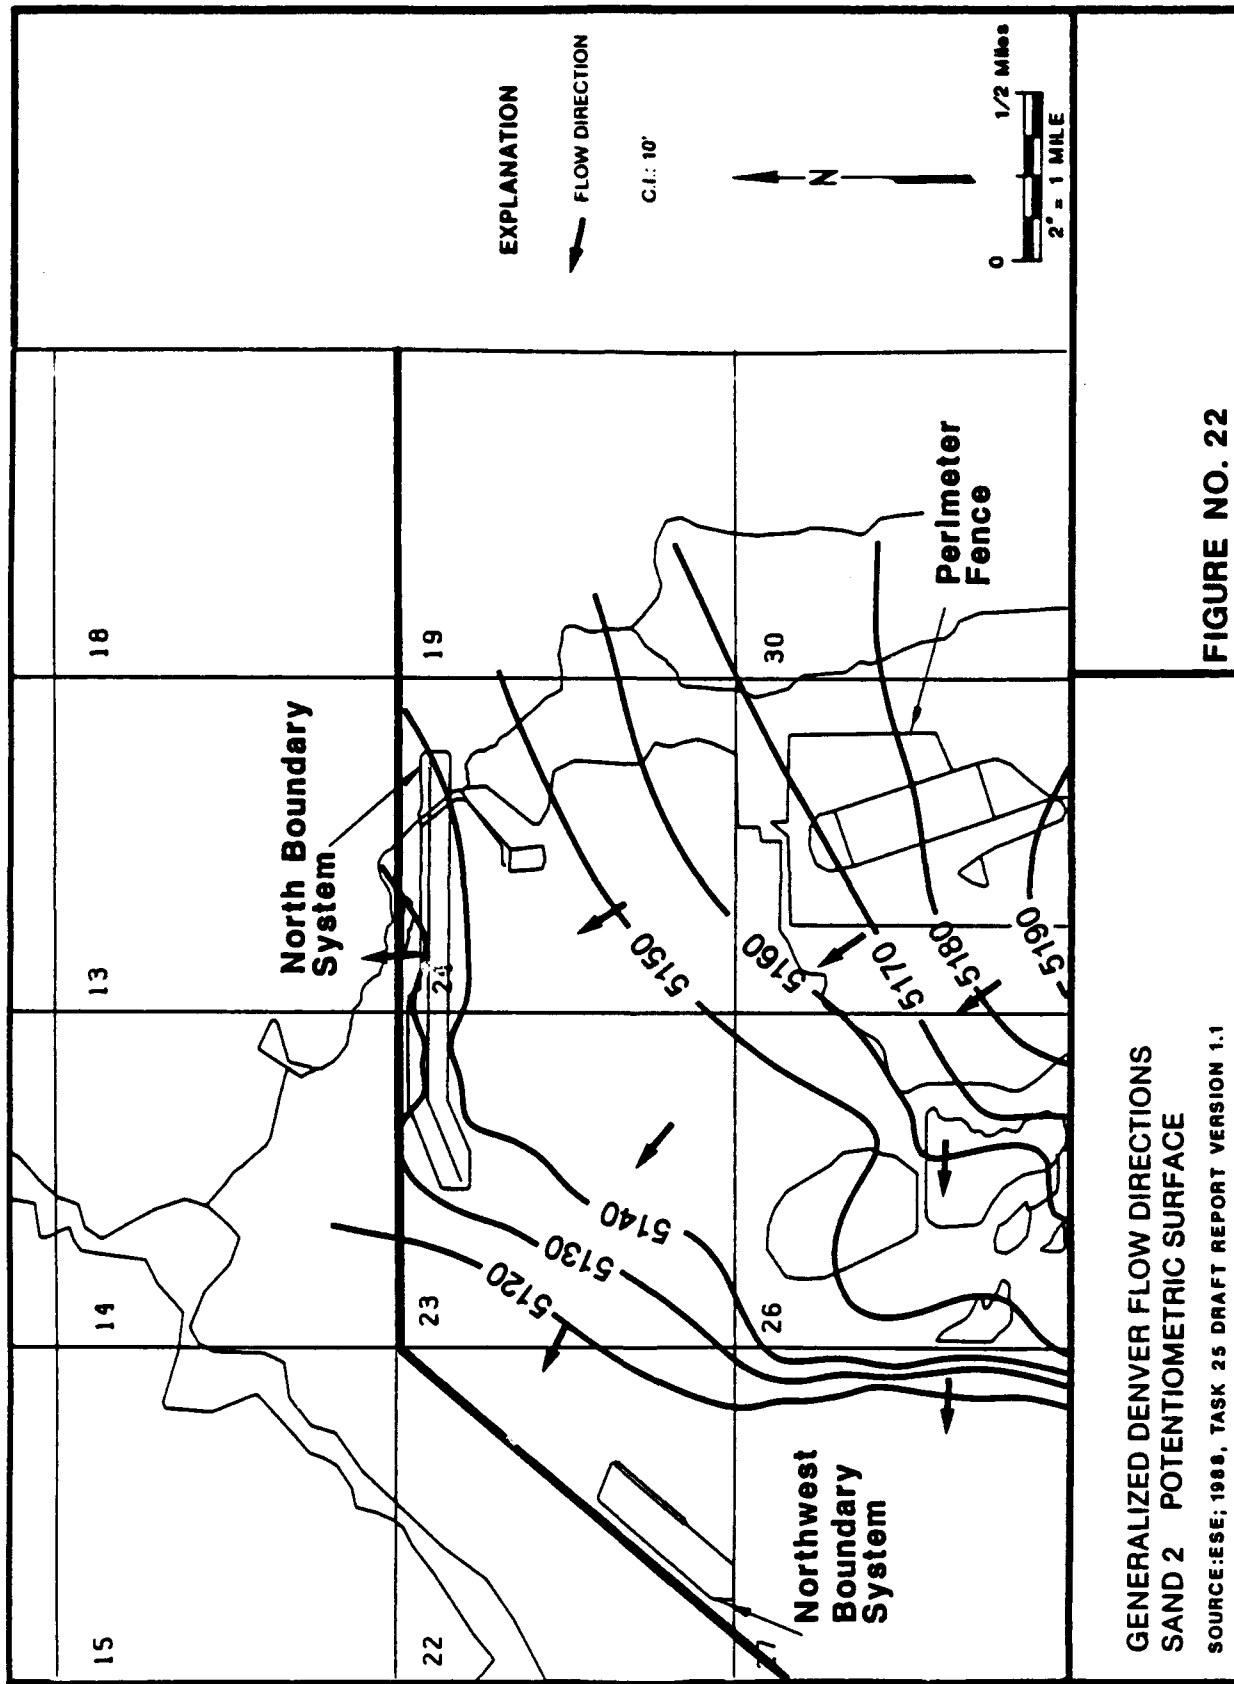 EXPLANATION
FLOW DIRECTION
C.I.: 10'
N
0
1/2 Miles
2" = 1 MILE
15
14
13
18
North Boundary
System
22
23
24
19
5120
5130
5140
5150
5160
5170
5180
5190
26
30
Northwest
Boundary
System
Perimeter
Fence
GENERALIZED DENVER FLOW DIRECTIONS
SAND 2 POTENTIOMETRIC SURFACE
SOURCE:ESE; 1988, TASK 25 DRAFT REPORT VERSION 1.1
FIGURE NO. 22